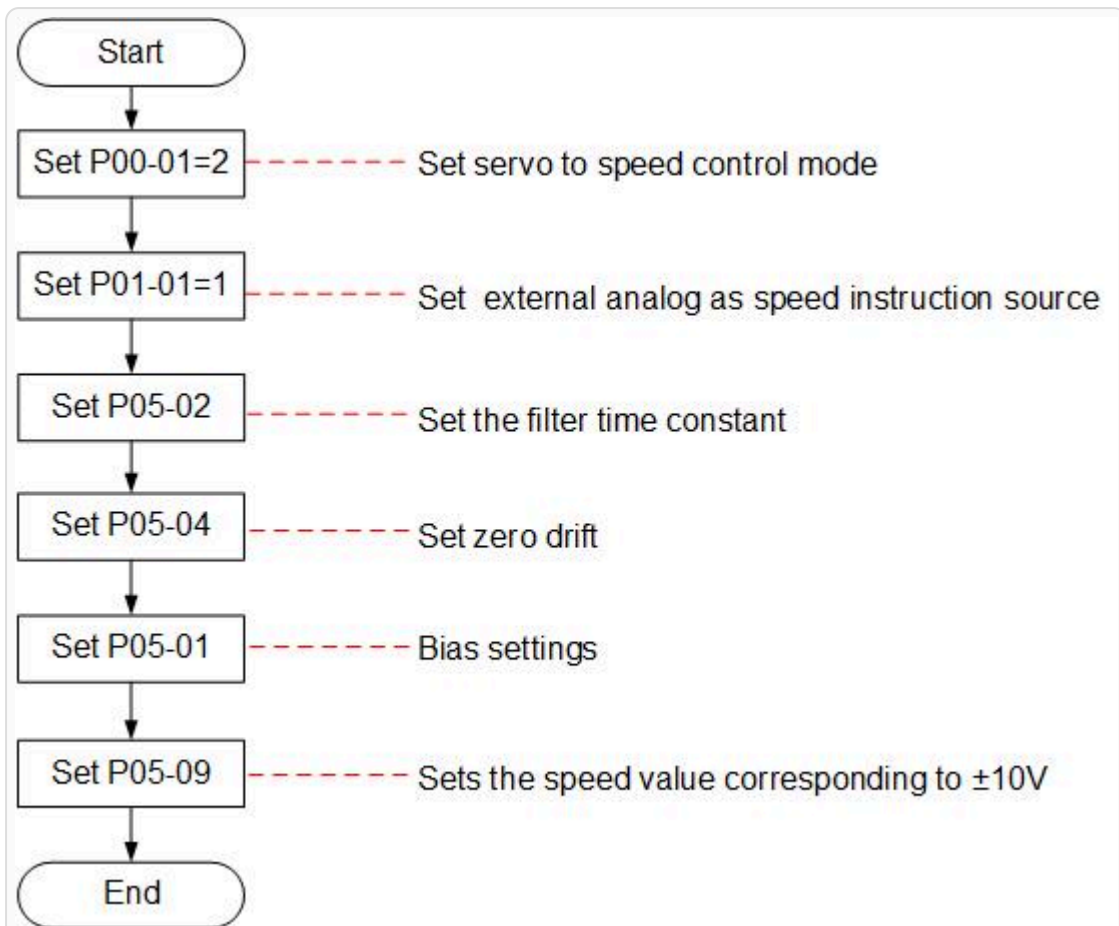 Start
Set P00-01=2
Set servo to speed control mode
Set P01-01=1
Set external analog as speed instruction source
Set P05-02
Set the filter time constant
Set P05-04
Set zero drift
Set P05-01
Bias settings
Set P05-09
Sets the speed value corresponding to ±10V
End